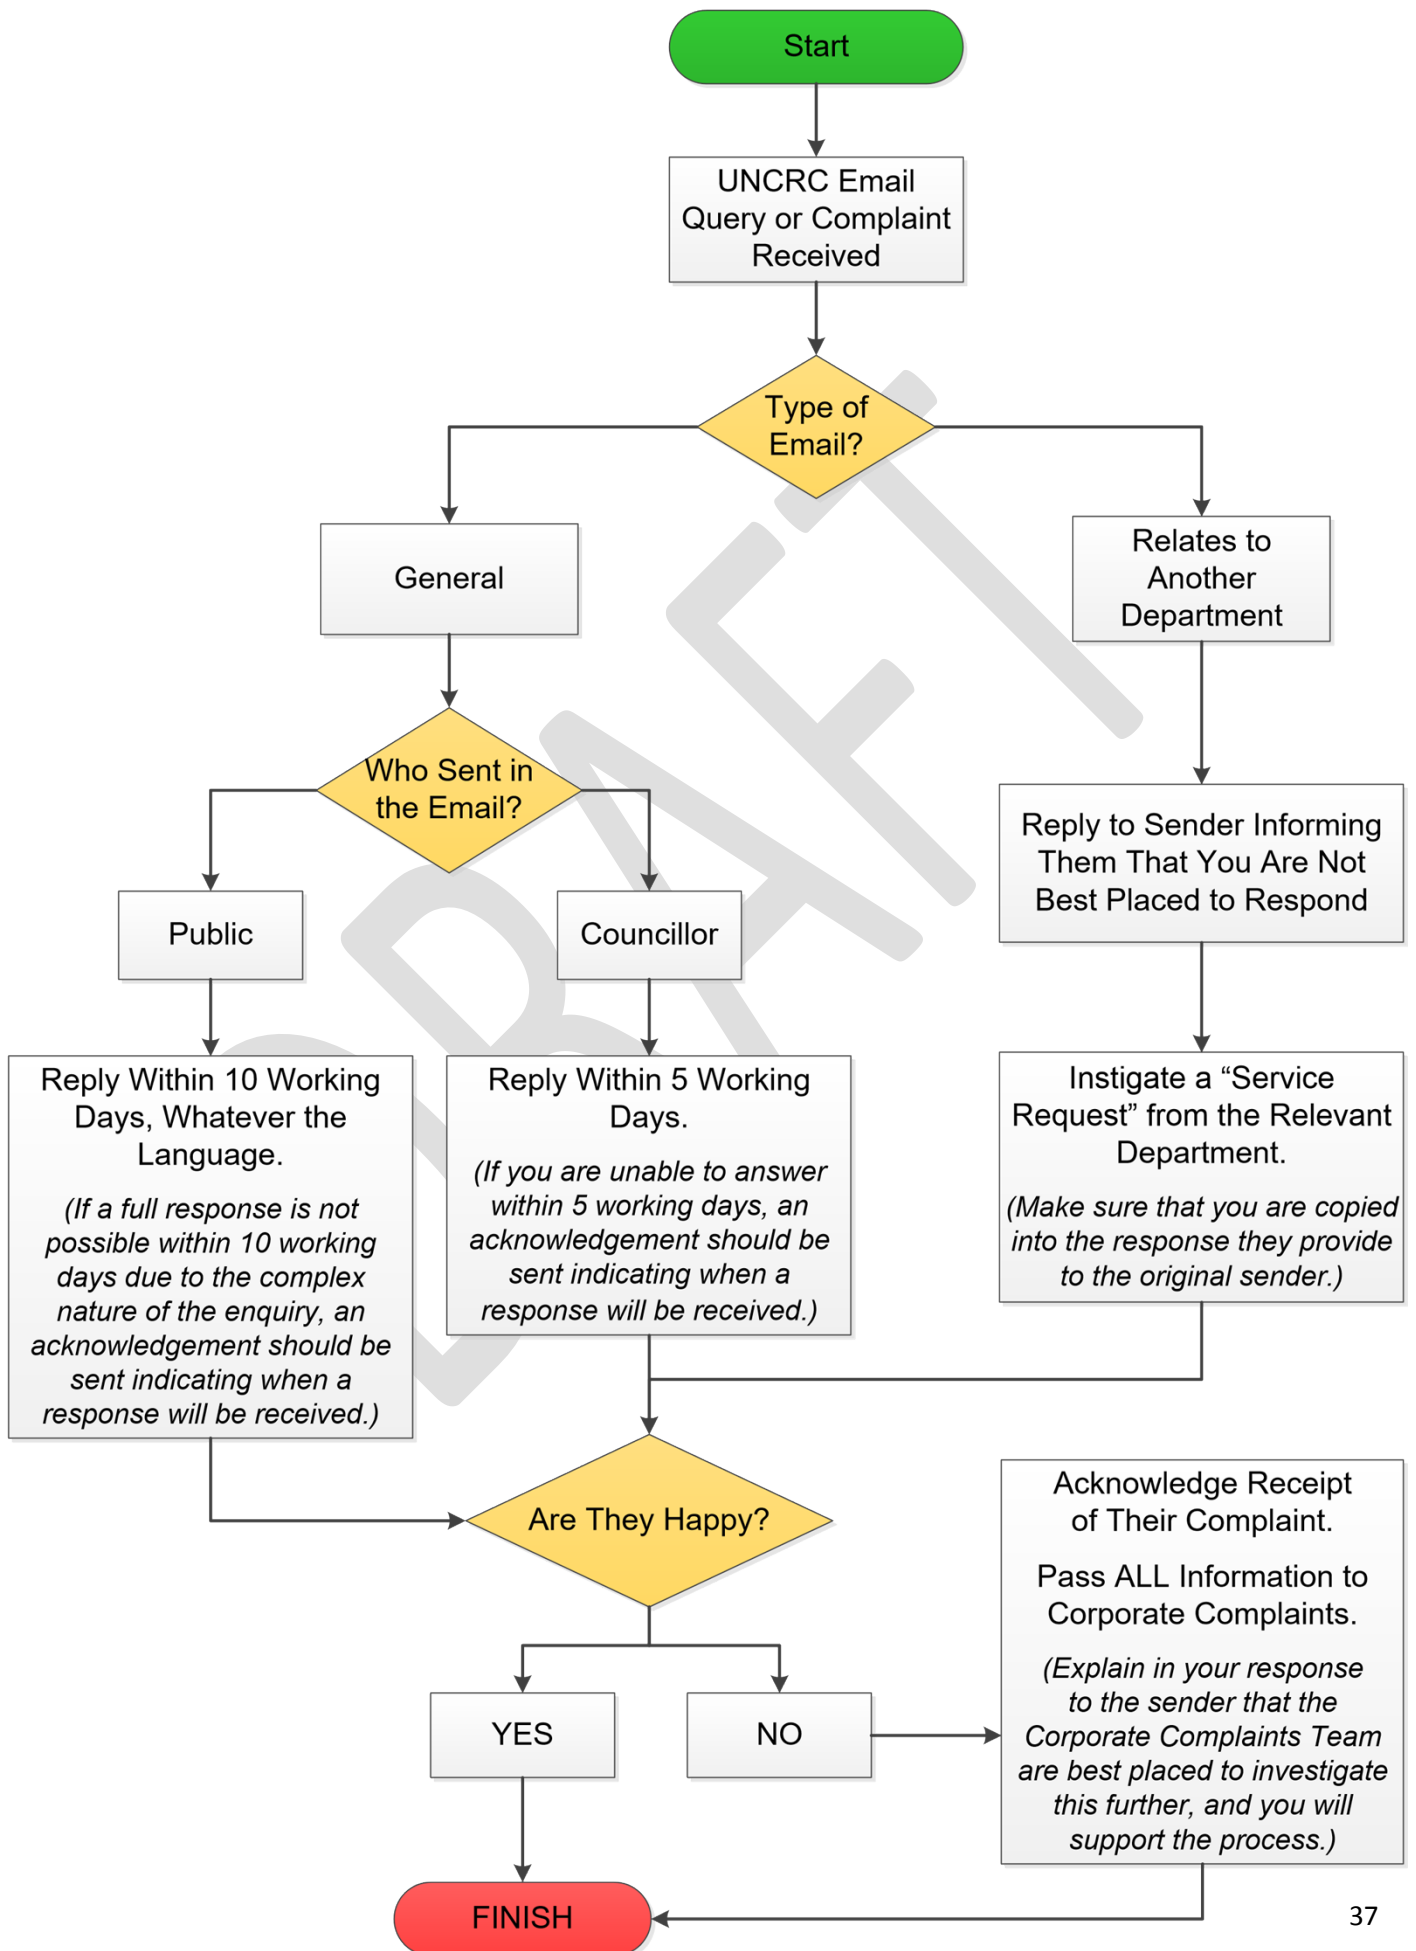 Start
UNCRC Email
Query or Complaint
Received
Type of
Email?
General
Relates to
Another
Department
Who Sent in
the Email?
Reply to Sender Informing
Them That You Are Not
Best Placed to Respond
Public
Councillor
Reply Within 10 Working
Days, Whatever the
Language.
(If a full response is not
possible within 10 working
days due to the complex
nature of the enquiry, an
acknowledgement should be
sent indicating when a
response will be received.)
Reply Within 5 Working
Days.
(If you are unable to answer
within 5 working days, an
acknowledgement should be
sent indicating when a
response will be received.)
Instigate a “Service
Request” from the Relevant
Department.
(Make sure that you are copied
into the response they provide
to the original sender.)
Are They Happy?
Acknowledge Receipt
of Their Complaint.
Pass ALL Information to
Corporate Complaints.
(Explain in your response
to the sender that the
Corporate Complaints Team
are best placed to investigate
this further, and you will
support the process.)
YES
NO
FINISH
37
DRAFT